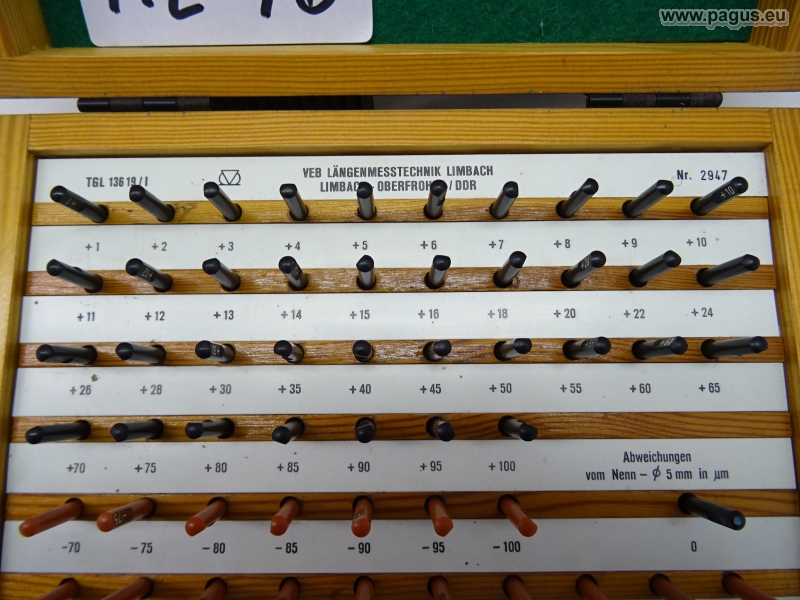 www.pagus.eu
TGL 13619/I
VEB LÄNGENMESSTECHNIK LIMBACH
LIMBACH-OBERFROHNA/DDR
Nr. 2947
+10
+1 +2 +3 +4 +5 +6 +7 +8 +9 +10
+11 +12 +13 +14 +15 +16 +18 +20 +22 +24
+26 +28 +30 +35 +40 +45 +50 +55 +60 +65
+70 +75 +80 +85 +90 +95 +100
Abweichungen
vom Nenn-ϕ 5mm in µm
-70 -75 -80 -85 -90 -95 -100 0